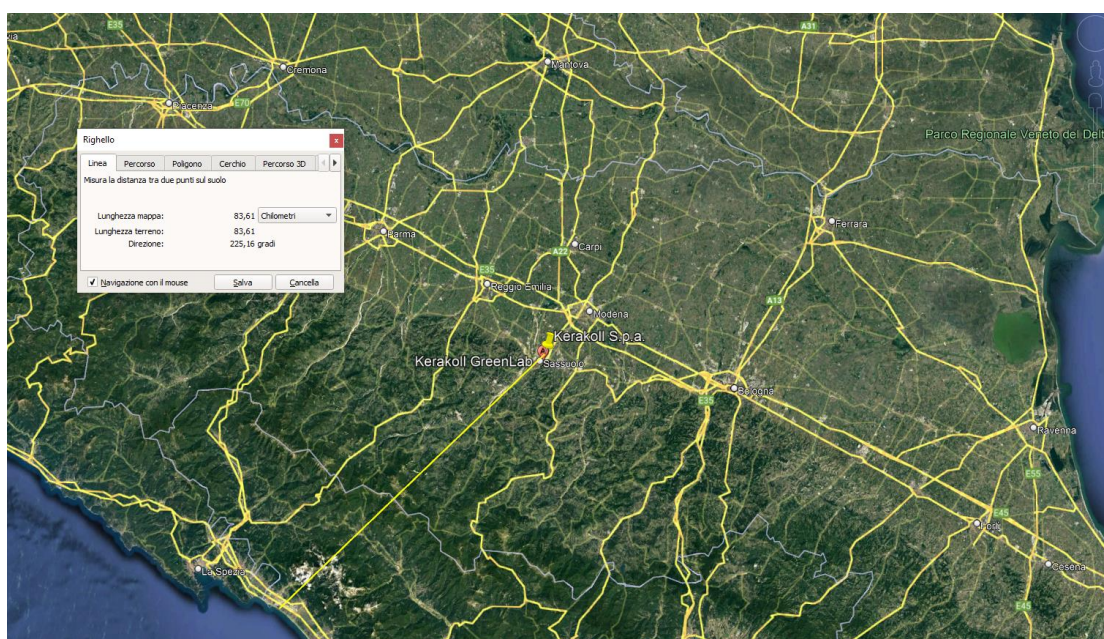 E35
A31
Cremona
Mantova
Piacenza
E70
Righello
x
Linea Percorso Poligono Cerchio Percorso 3D
Misura la distanza tra due punti sul suolo
Lunghezza mappa: 83,61 Chilometri
Lunghezza terreno: 83,61
Direzione: 225,16 gradi
Navigazione con il mouse Salva Cancella
Parco Regionale Veneto del Delt
Ferrara
Parma
Carpi
A22
E35
Reggio Emilia
A13
Modena
Kerakoll S.p.a.
A
Kerakoll GreenLab
Sassuolo
Bologna
E35
Ravenna
E55
E45
Forlì
La Spezia
Cesena
E45